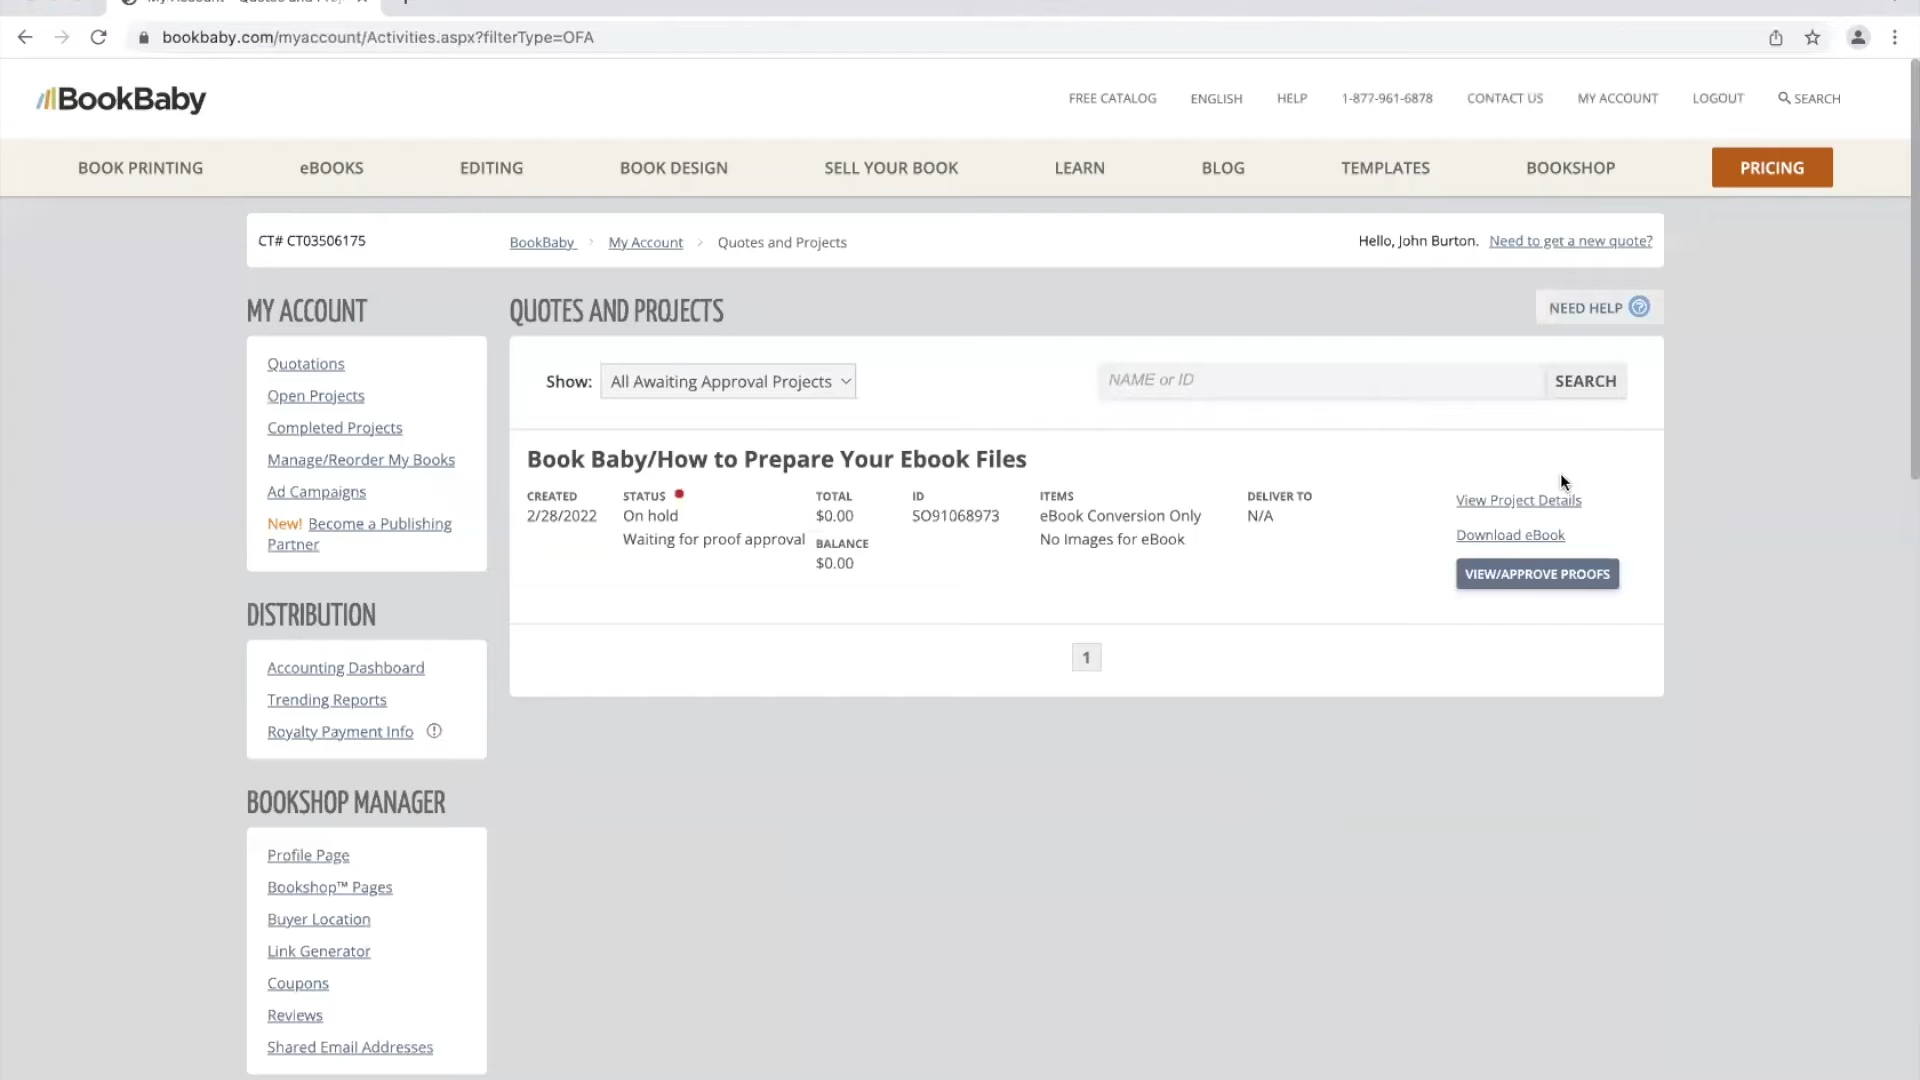 bookbaby.com/myaccount/Activities.aspx?filterType=OFA
BookBaby
FREE CATALOG ENGLISH HELP 1-877-961-6878 CONTACT US MY ACCOUNT LOGOUT SEARCH
BOOK PRINTING eBOOKS EDITING BOOK DESIGN SELL YOUR BOOK LEARN BLOG TEMPLATES BOOKSHOP PRICING
CT# CT03506175 BookBaby > My Account > Quotes and Projects Hello, John Burton. Need to get a new quote?
MY ACCOUNT
Quotations
Open Projects
Completed Projects
Manage/Reorder My Books
Ad Campaigns
New! Become a Publishing
Partner
DISTRIBUTION
Accounting Dashboard
Trending Reports
Royalty Payment Info
BOOKSHOP MANAGER
Profile Page
Bookshop™ Pages
Buyer Location
Link Generator
Coupons
Reviews
Shared Email Addresses
QUOTES AND PROJECTS
NEED HELP ?
Show: All Awaiting Approval Projects NAME or ID SEARCH
Book Baby/How to Prepare Your Ebook Files
CREATED STATUS TOTAL ID ITEMS DELIVER TO
2/28/2022 On hold $0.00 SO91068973 eBook Conversion Only N/A
Waiting for proof approval BALANCE No Images for eBook
$0.00
View Project Details
Download eBook
VIEW/APPROVE PROOFS
1